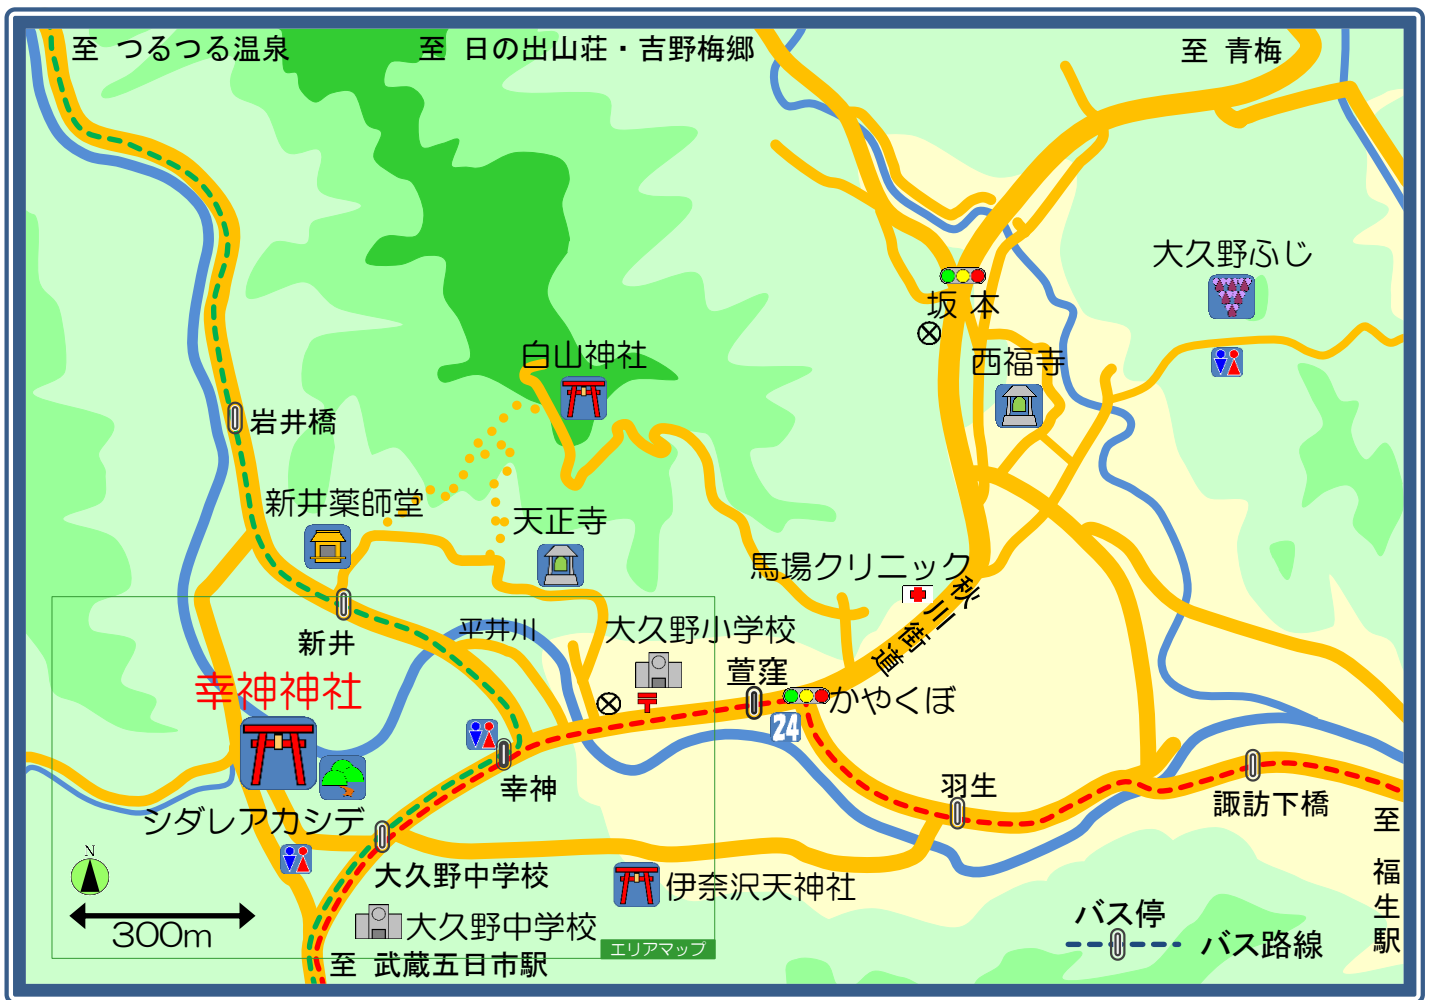 至 つるつる温泉
至 日の出山荘・吉野梅郷
至 青梅
大久野ふじ
坂本
白山神社
西福寺
岩井橋
新井薬師堂
天正寺
馬場クリニック
秋川街道
平井川
大久野小学校
新井
萱窪
幸神神社
かやくぼ
24
幸神
羽生
諏訪下橋
シダレアカシデ
至 福生駅
N
大久野中学校
伊奈沢天神社
300m
大久野中学校
エリアマップ
バス停
バス路線
至 武蔵五日市駅